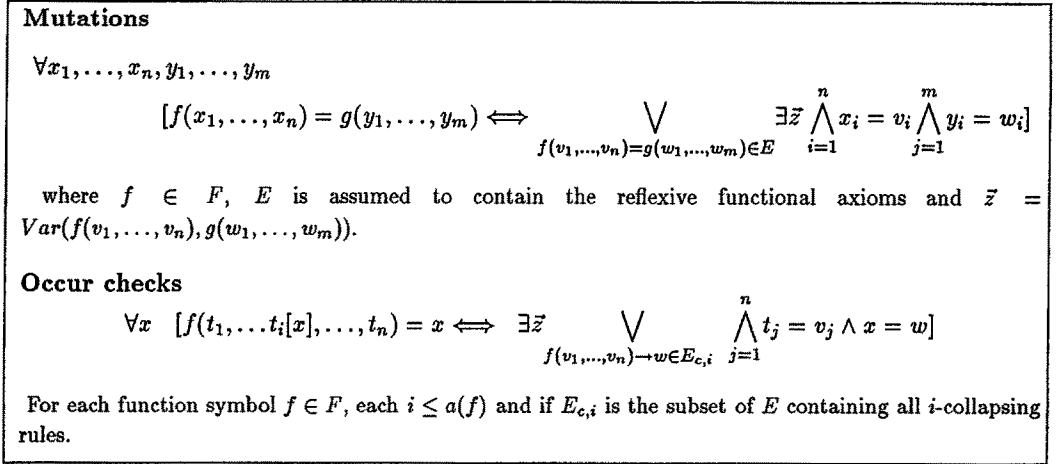 Mutations
∀x₁, . . . , xₙ, y₁, . . . , yₘ
[f(x₁, . . . , xₙ) = g(y₁, . . . , yₘ) ⟺ ⋁_{f(v₁,...,vₙ)=g(w₁,...,wₘ)∈E} ∃z⃗ ⋀_{i=1}^{n} xᵢ = vᵢ ⋀_{j=1}^{m} yᵢ = wᵢ]
where f ∈ F, E is assumed to contain the reflexive functional axioms and z⃗ =
Var(f(v₁, . . . , vₙ), g(w₁, . . . , wₘ)).
Occur checks
∀x [f(t₁, . . . tᵢ[x], . . . , tₙ) = x ⟺ ∃z⃗ ⋁_{f(v₁,...,vₙ)→w∈E_{c,i}} ⋀_{j=1}^{n} tⱼ = vⱼ ∧ x = w]
For each function symbol f ∈ F, each i ≤ a(f) and if E_{c,i} is the subset of E containing all i-collapsing
rules.